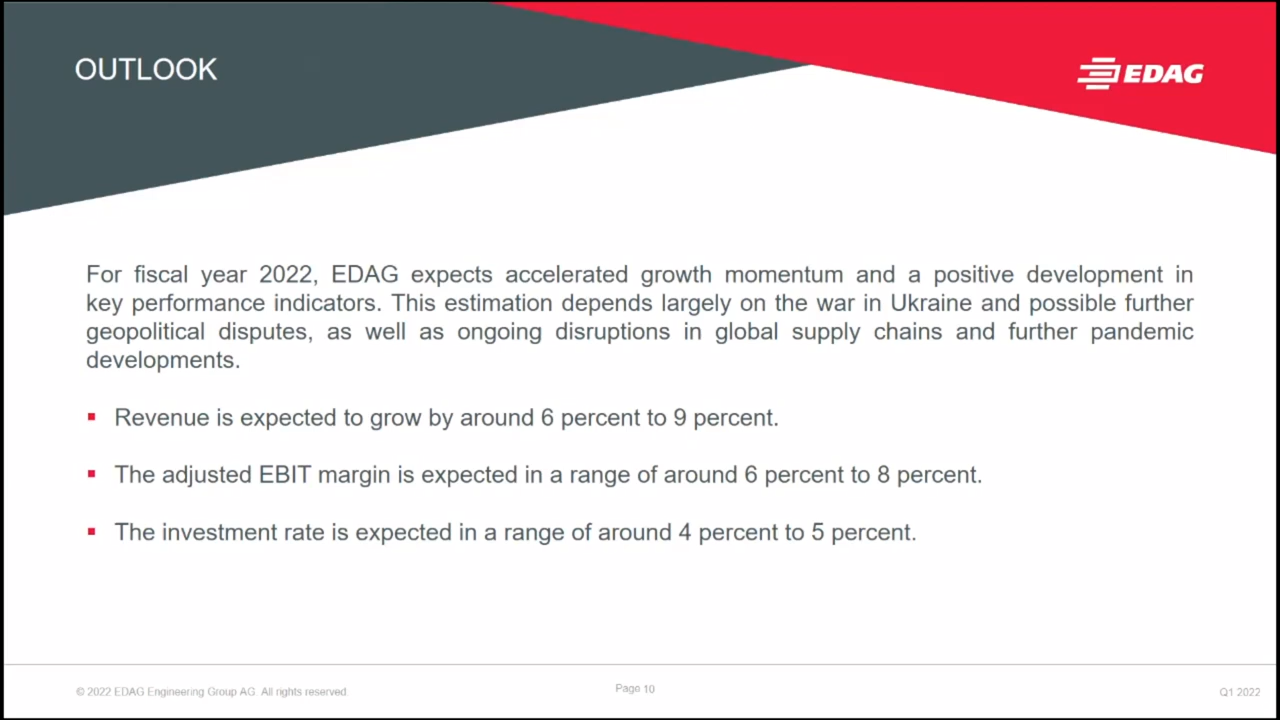 OUTLOOK
EDAG
For fiscal year 2022, EDAG expects accelerated growth momentum and a positive development in
key performance indicators. This estimation depends largely on the war in Ukraine and possible further
geopolitical disputes, as well as ongoing disruptions in global supply chains and further pandemic
developments.
▪ Revenue is expected to grow by around 6 percent to 9 percent.
▪ The adjusted EBIT margin is expected in a range of around 6 percent to 8 percent.
▪ The investment rate is expected in a range of around 4 percent to 5 percent.
© 2022 EDAG Engineering Group AG. All rights reserved.
Page 10
Q1 2022